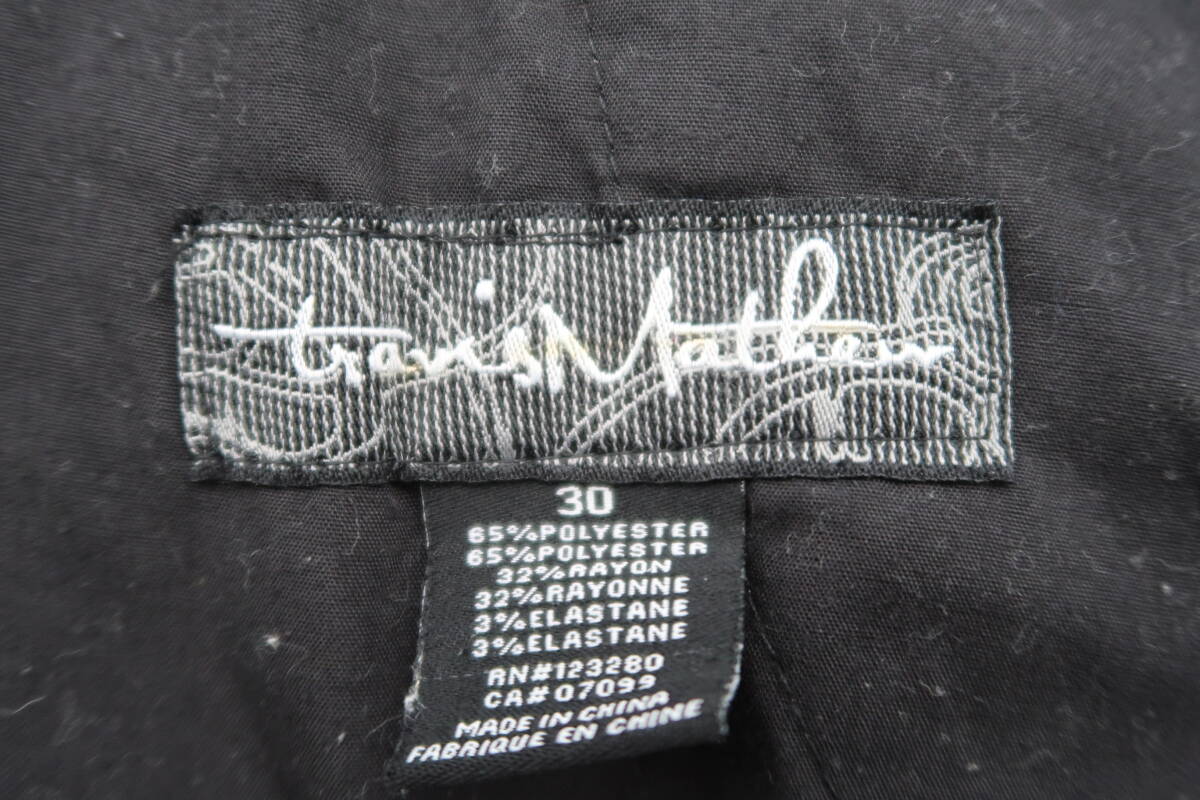 travisMathew
30
65%POLYESTER
65%POLYESTER
32%RAYON
32%RAYONNE
3%ELASTANE
3%ELASTANE
RN#123280
CA#07099
MADE IN CHINA
FABRIQUE EN CHINE